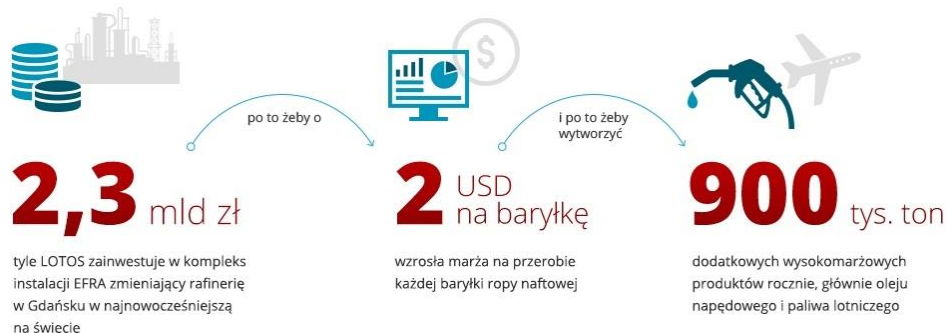 po to żeby o
i po to żeby
wytworzyć
2,3 mld zł
tyle LOTOS zainwestuje w kompleks
instalacji EFRA zmieniający rafinerię
w Gdańsku w najnowocześniejszą
na świecie
2 USD
na baryłkę
wzrosła marża na przerobie
każdej baryłki ropy naftowej
900 tys. ton
dodatkowych wysokomarżowych
produktów rocznie, głównie oleju
napędowego i paliwa lotniczego